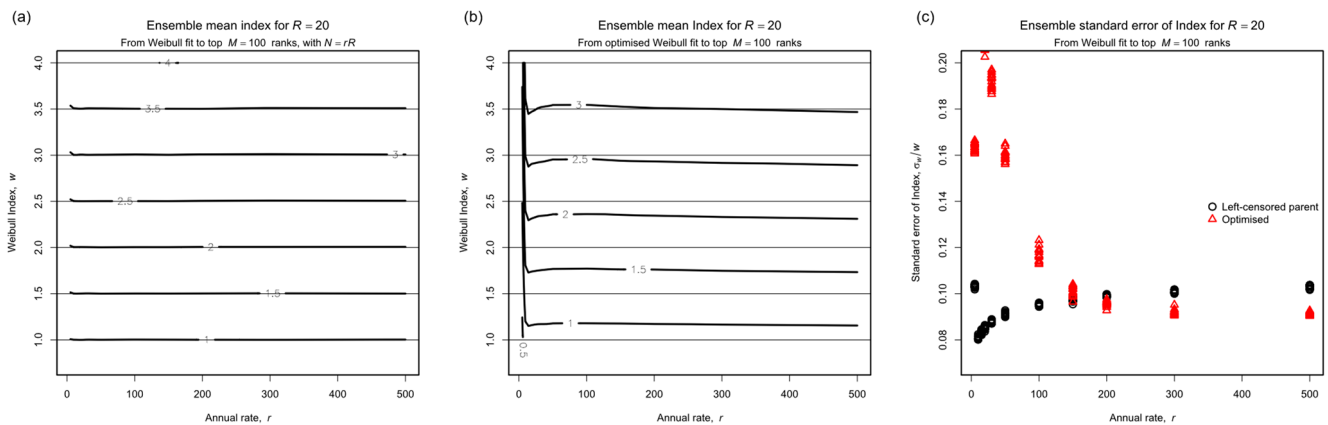 (a)
Ensemble mean index for R = 20
From Weibull fit to top M = 100 ranks, with N = rR
Weibull Index, w
4.0
3.5
3.0
2.5
2.0
1.5
1.0
4
3.5
3
2.5
2
1.5
1
0 100 200 300 400 500
Annual rate, r
(b)
Ensemble mean Index for R = 20
From optimised Weibull fit to top M = 100 ranks
Weibull Index, w
4.0
3.5
3.0
2.5
2.0
1.5
1.0
3
2.5
2
1.5
1
0.5
0 100 200 300 400 500
Annual rate, r
(c)
Ensemble standard error of Index for R = 20
From Weibull fit to top M = 100 ranks
Standard error of Index, σw/w
0.20
0.18
0.16
0.14
0.12
0.10
0.08
Left-censored parent
Optimised
0 100 200 300 400 500
Annual rate, r